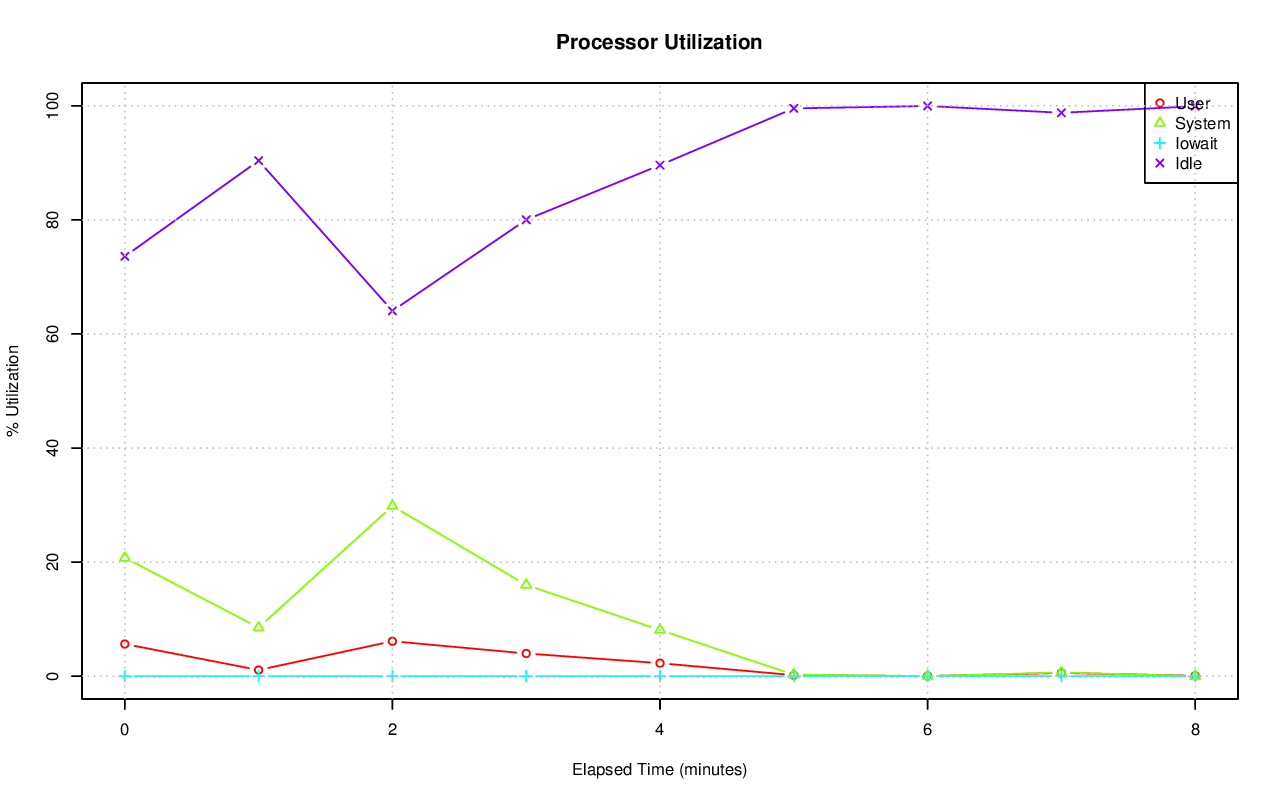 Processor Utilization
100
80
60
40
20
0
% Utilization
User
System
Iowait
Idle
0 2 4 6 8
Elapsed Time (minutes)